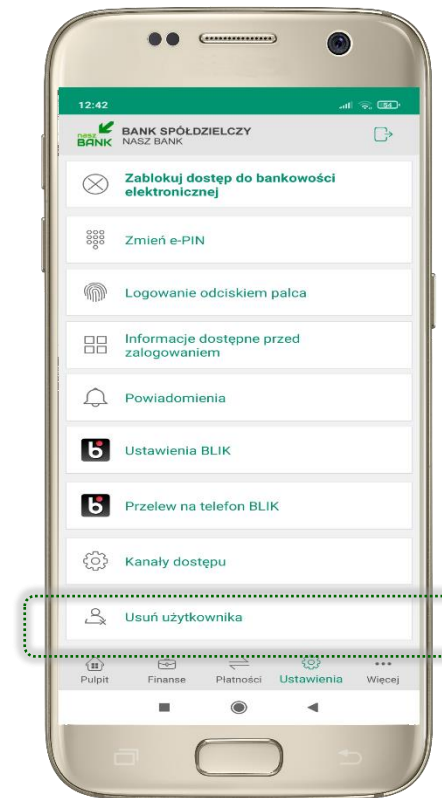 12:42
54
nasz BANK
BANK SPÓŁDZIELCZY
NASZ BANK
Zablokuj dostęp do bankowości
elektronicznej
Zmień e-PIN
Logowanie odciskiem palca
Informacje dostępne przed
zalogowaniem
Powiadomienia
Ustawienia BLIK
Przelew na telefon BLIK
Kanały dostępu
Usuń użytkownika
Pulpit Finanse Płatności Ustawienia Więcej